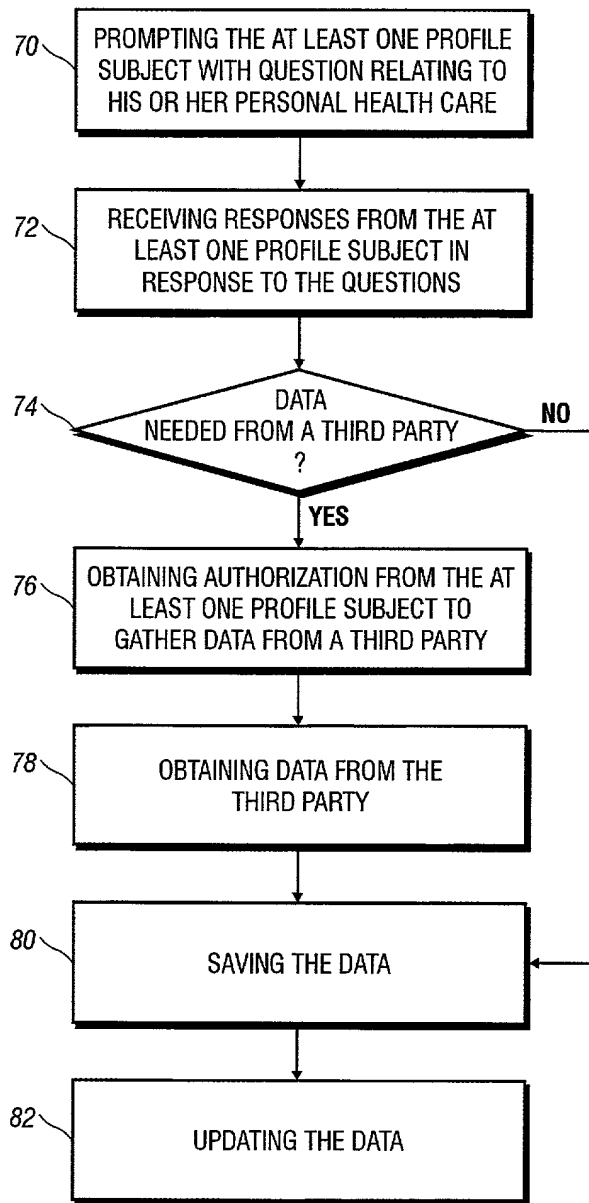 70
PROMPTING THE AT LEAST ONE PROFILE
SUBJECT WITH QUESTION RELATING TO
HIS OR HER PERSONAL HEALTH CARE
72
RECEIVING RESPONSES FROM THE AT
LEAST ONE PROFILE SUBJECT IN
RESPONSE TO THE QUESTIONS
74
DATA
NEEDED FROM A THIRD PARTY
?
NO
YES
76
OBTAINING AUTHORIZATION FROM THE AT
LEAST ONE PROFILE SUBJECT TO
GATHER DATA FROM A THIRD PARTY
78
OBTAINING DATA FROM THE
THIRD PARTY
80
SAVING THE DATA
82
UPDATING THE DATA